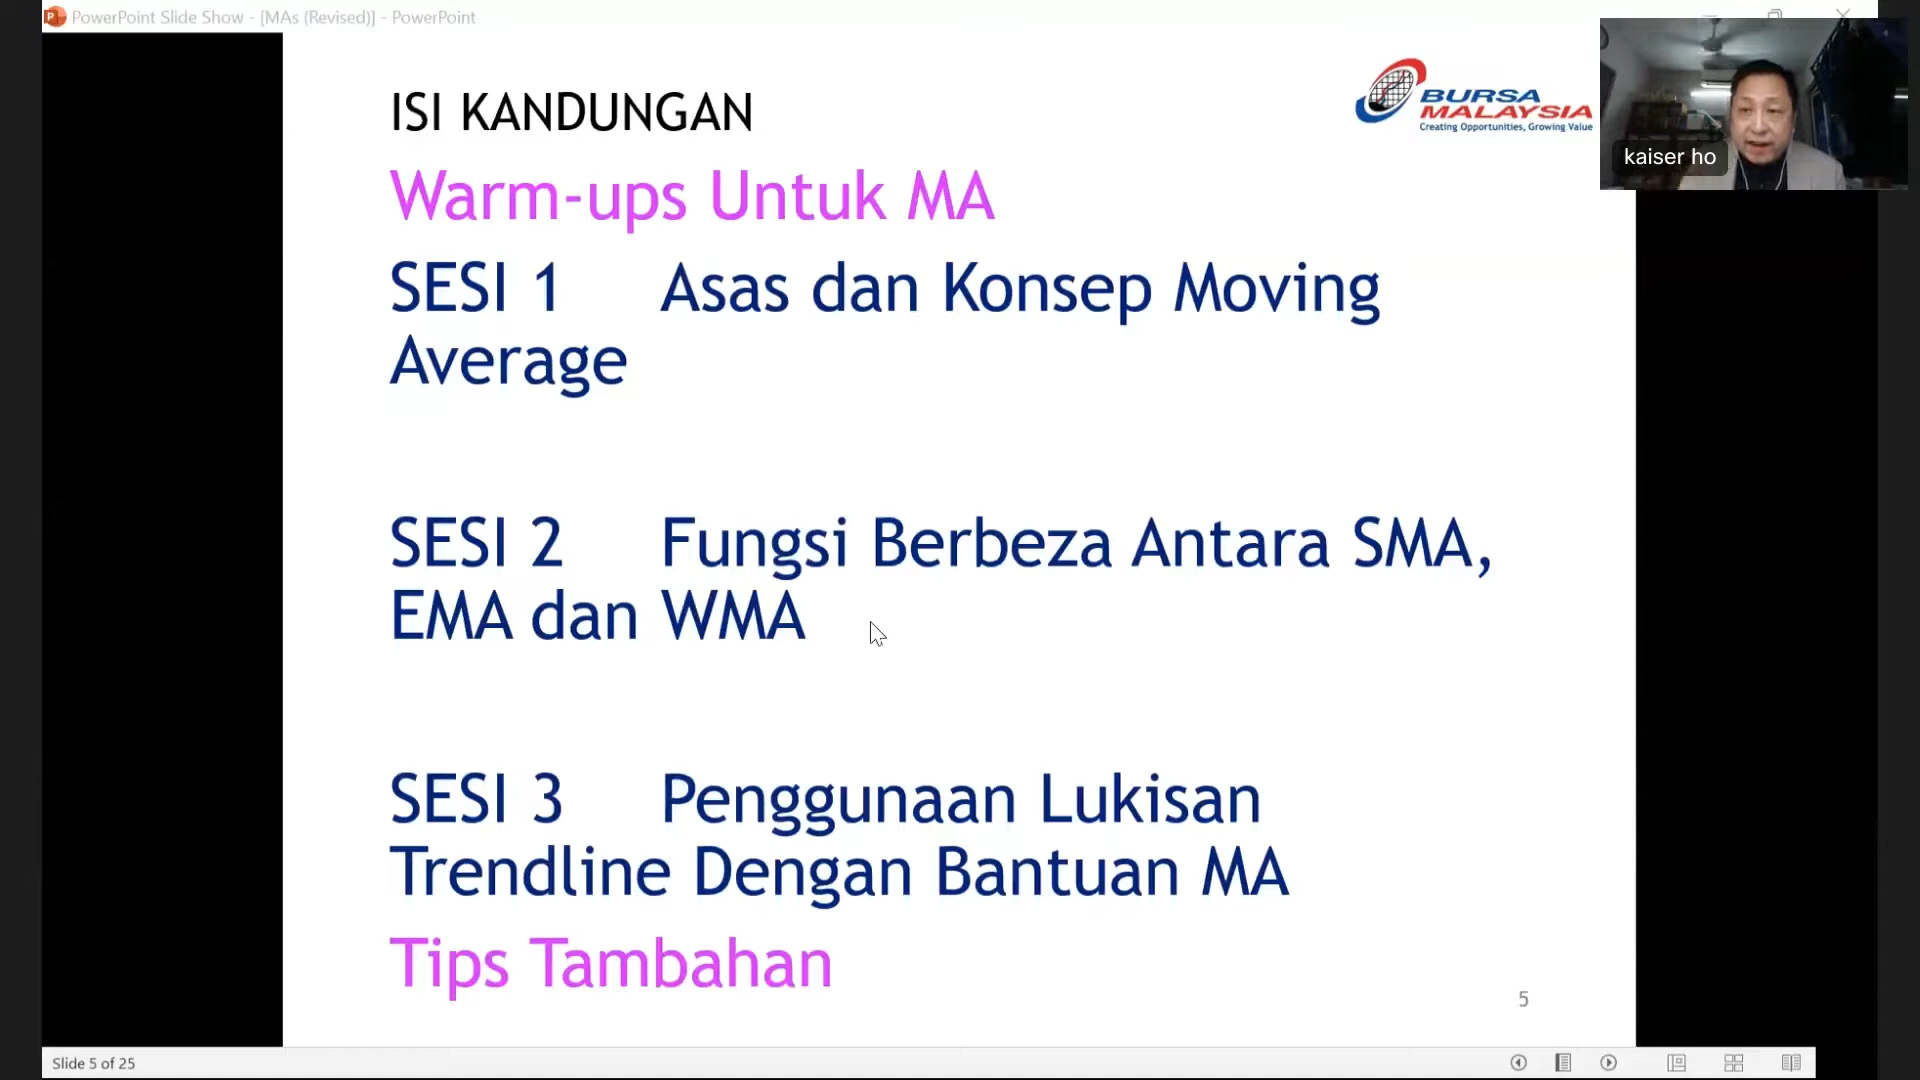 PowerPoint Slide Show - [MAs (Revised)] - PowerPoint
ISI KANDUNGAN
BURSA
MALAYSIA
Creating Opportunities, Growing Value
kaiser ho
Warm-ups Untuk MA
SESI 1 Asas dan Konsep Moving
Average
SESI 2 Fungsi Berbeza Antara SMA,
EMA dan WMA
SESI 3 Penggunaan Lukisan
Trendline Dengan Bantuan MA
Tips Tambahan
5
Slide 5 of 25